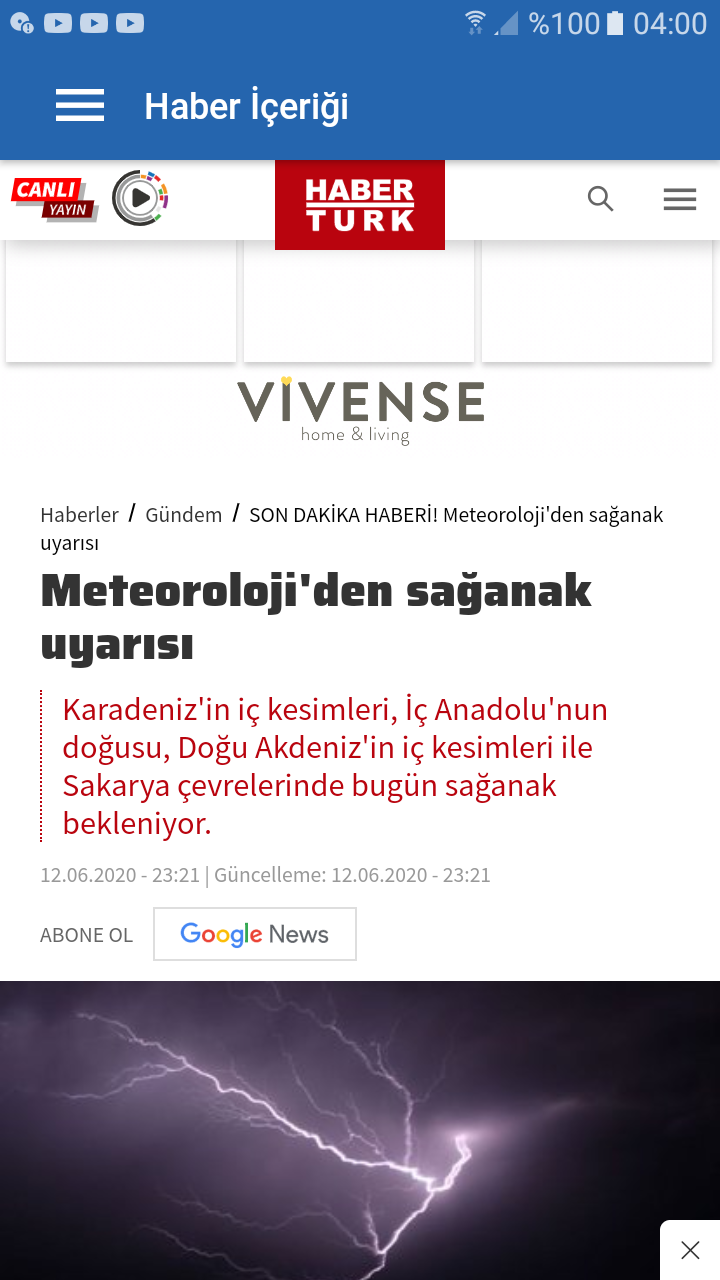 %100 04:00
Haber İçeriği
CANLI
YAYIN
HABER
TURK
VIVENSE
home & living
Haberler / Gündem / SON DAKİKA HABERİ! Meteoroloji'den sağanak
uyarısı
Meteoroloji'den sağanak
uyarısı
Karadeniz'in iç kesimleri, İç Anadolu'nun
doğusu, Doğu Akdeniz'in iç kesimleri ile
Sakarya çevrelerinde bugün sağanak
bekleniyor.
12.06.2020 - 23:21 | Güncelleme: 12.06.2020 - 23:21
ABONE OL Google News